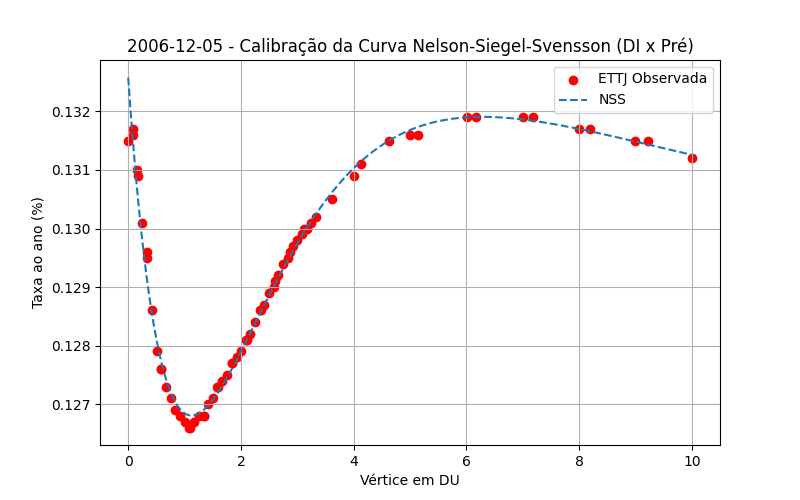 2006-12-05 - Calibração da Curva Nelson-Siegel-Svensson (DI x Pré)
ETTJ Observada
NSS
Taxa ao ano (%)
0.132
0.131
0.130
0.129
0.128
0.127
0 2 4 6 8 10
Vértice em DU